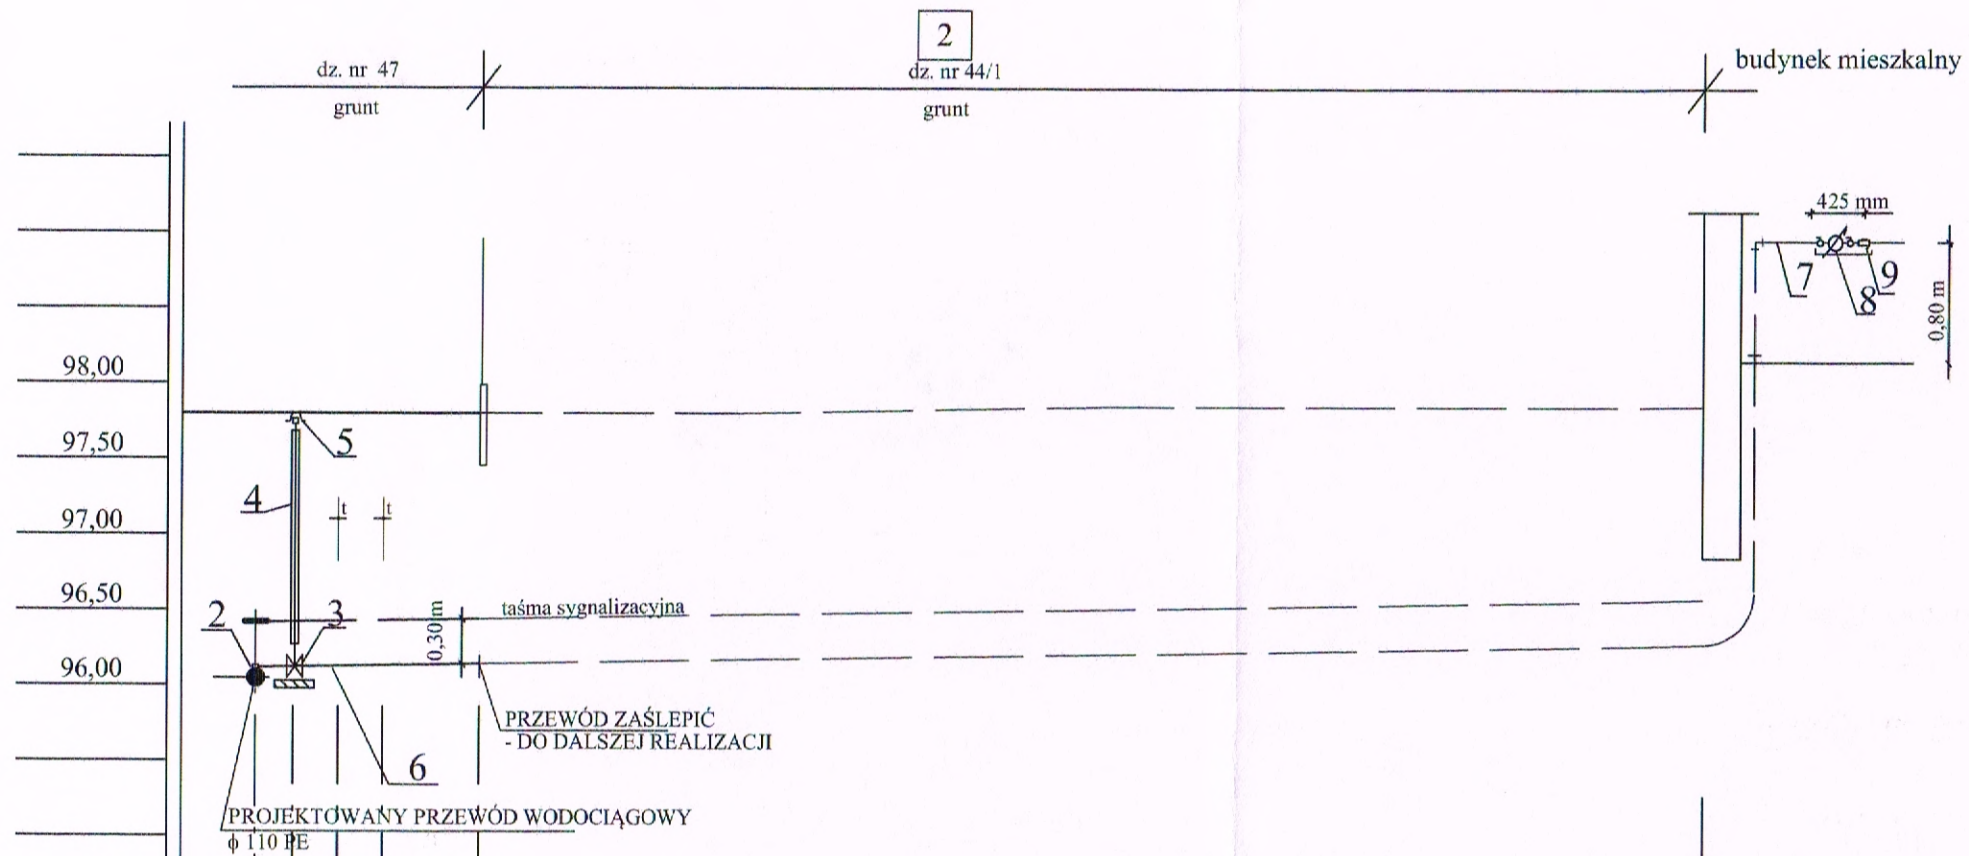 2
dz. nr 47
dz. nr 44/1
budynek mieszkalny
grunt
grunt
425 mm
7
8
9
0,80 m
98,00
97,50
97,00
96,50
96,00
5
4
t
t
2
3
0,30 m
taśma sygnalizacyjna
PRZEWÓD ZAŚLEPIĆ
- DO DALSZEJ REALIZACJI
6
PROJEKTOWANY PRZEWÓD WODOCIĄGOWY
ϕ 110 PE